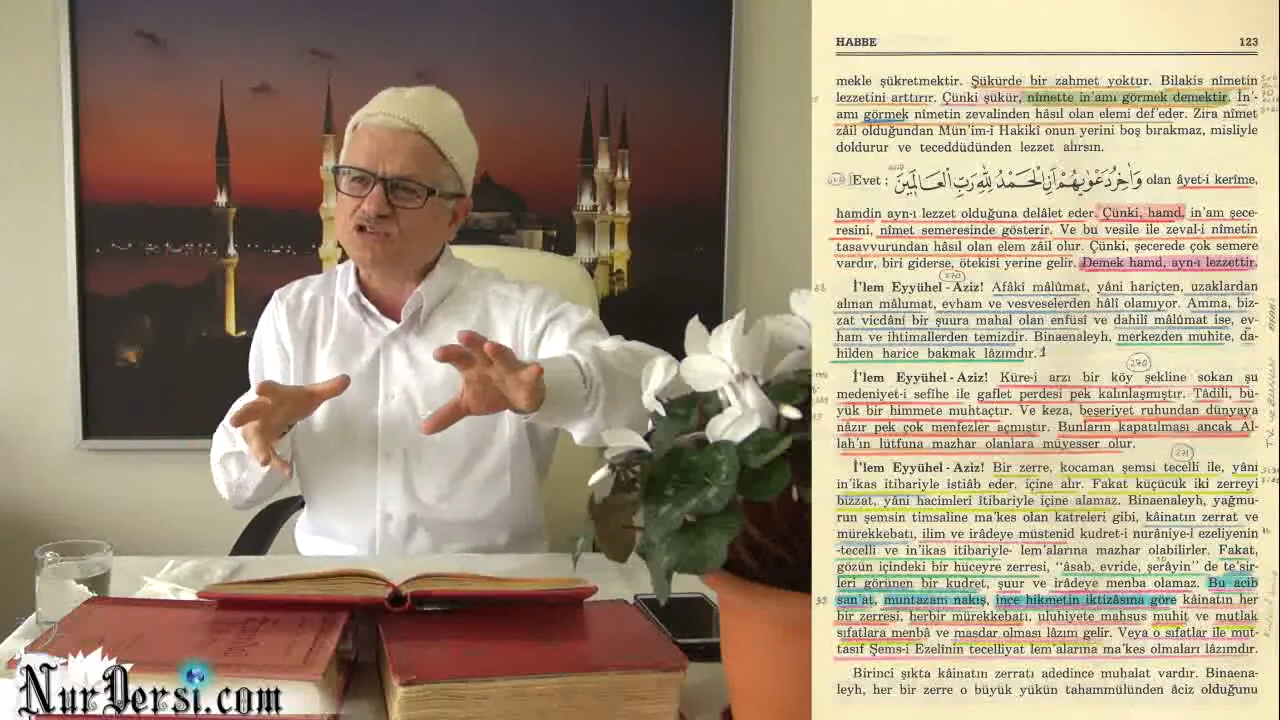 HABBE 123
mekle şükretmektir. Şükürde bir zahmet yoktur. Bilakis nîmetin
lezzetini arttırır. Çünki şükür, nîmette in'amı görmek demektir. İn'-
amı görmek nîmetin zevalinden hâsıl olan elemi def'eder. Zira nîmet
zâil olduğundan Mün'im-i Hakikî onun yerini boş bırakmaz, misliyle
doldurur ve teceddüdünden lezzet alırsın.
Evet ; وَاٰخِرُ دَعْوٰيهُمْ اَنِ الْحَمْدُ لِلّٰهِ رَبِّ الْعَالَمِينَ olan âyet-i kerîme,
hamdin ayn-ı lezzet olduğuna delâlet eder. Çünki, hamd, in'am şece-
resini, nîmet semeresinde gösterir. Ve bu vesile ile zeval-i nîmetin
tasavvurundan hâsıl olan elem zâil olur. Çünki, şecerede çok semere
vardır, biri giderse, ötekisi yerine gelir. Demek hamd, ayn-ı lezzettir.
270
68 İ'lem Eyyühel - Aziz! Afâkî mâlûmat, yâni hariçten, uzaklardan
alınan mâlumat, evham ve vesveselerden hâli olamıyor. Amma, biz-
zat vicdânî bir şuura mahal olan enfüsî ve dahilî mâlûmat ise, ev-
ham ve ihtimallerden temizdir. Binaenaleyh, merkezden muhite, da-
hilden harice bakmak lâzımdır. 1
270
İ'lem Eyyühel - Aziz! Küre-i arzı bir köy şekline sokan şu
medeniyet-i sefîhe ile gaflet perdesi pek kalınlaşmıştır. Tâdîli, bü-
yük bir himmete muhtaçtır. Ve keza, beşeriyet ruhundan dünyaya
nâzır pek çok menfezler açmıştır. Bunların kapatılması ancak Al-
lah'ın lütfuna mazhar olanlara müyesser olur.
271
İ'lem Eyyühel - Aziz! Bir zerre, kocaman şemsi tecelli ile, yâni
in'ikas itibariyle istiâb eder, içine alır. Fakat küçücük iki zerreyi
bizzat, yâni hacimleri îtibariyle içine alamaz. Binaenaleyh, yağmu-
run şemsin timsaline ma'kes olan katreleri gibi, kâinatın zerrat ve
mürekkebatı, ilim ve irâdeye müstenid kudret-i nurâniye-i ezeliyenin
-tecelli ve in'ikas itibariyle- lem'alarına mazhar olabilirler. Fakat,
gözün içindeki bir hüceyre zerresi, "âsab, evride, şerâyin" de te'sir-
leri görünen bir kudret, şuur ve irâdeye menba olamaz. Bu acib
san'at, muntazam nakış, ince hikmetin iktizâsına göre kâinatın her
bir zerresi, herbir mürekkebatı, uluhiyete mahsus muhit ve mutlak
sıfatlara menbâ ve masdar olması lâzım gelir. Veya o sıfatlar ile mut-
tasıf Şems-i Ezelînin tecelliyat lem'alarına ma'kes olmaları lâzımdır.
Birinci şıkta kâinatın zerratı adedince muhalat vardır. Binaena-
leyh, her bir zerre o büyük yükün tahammülünden âciz olduğunu
NurDersi.com